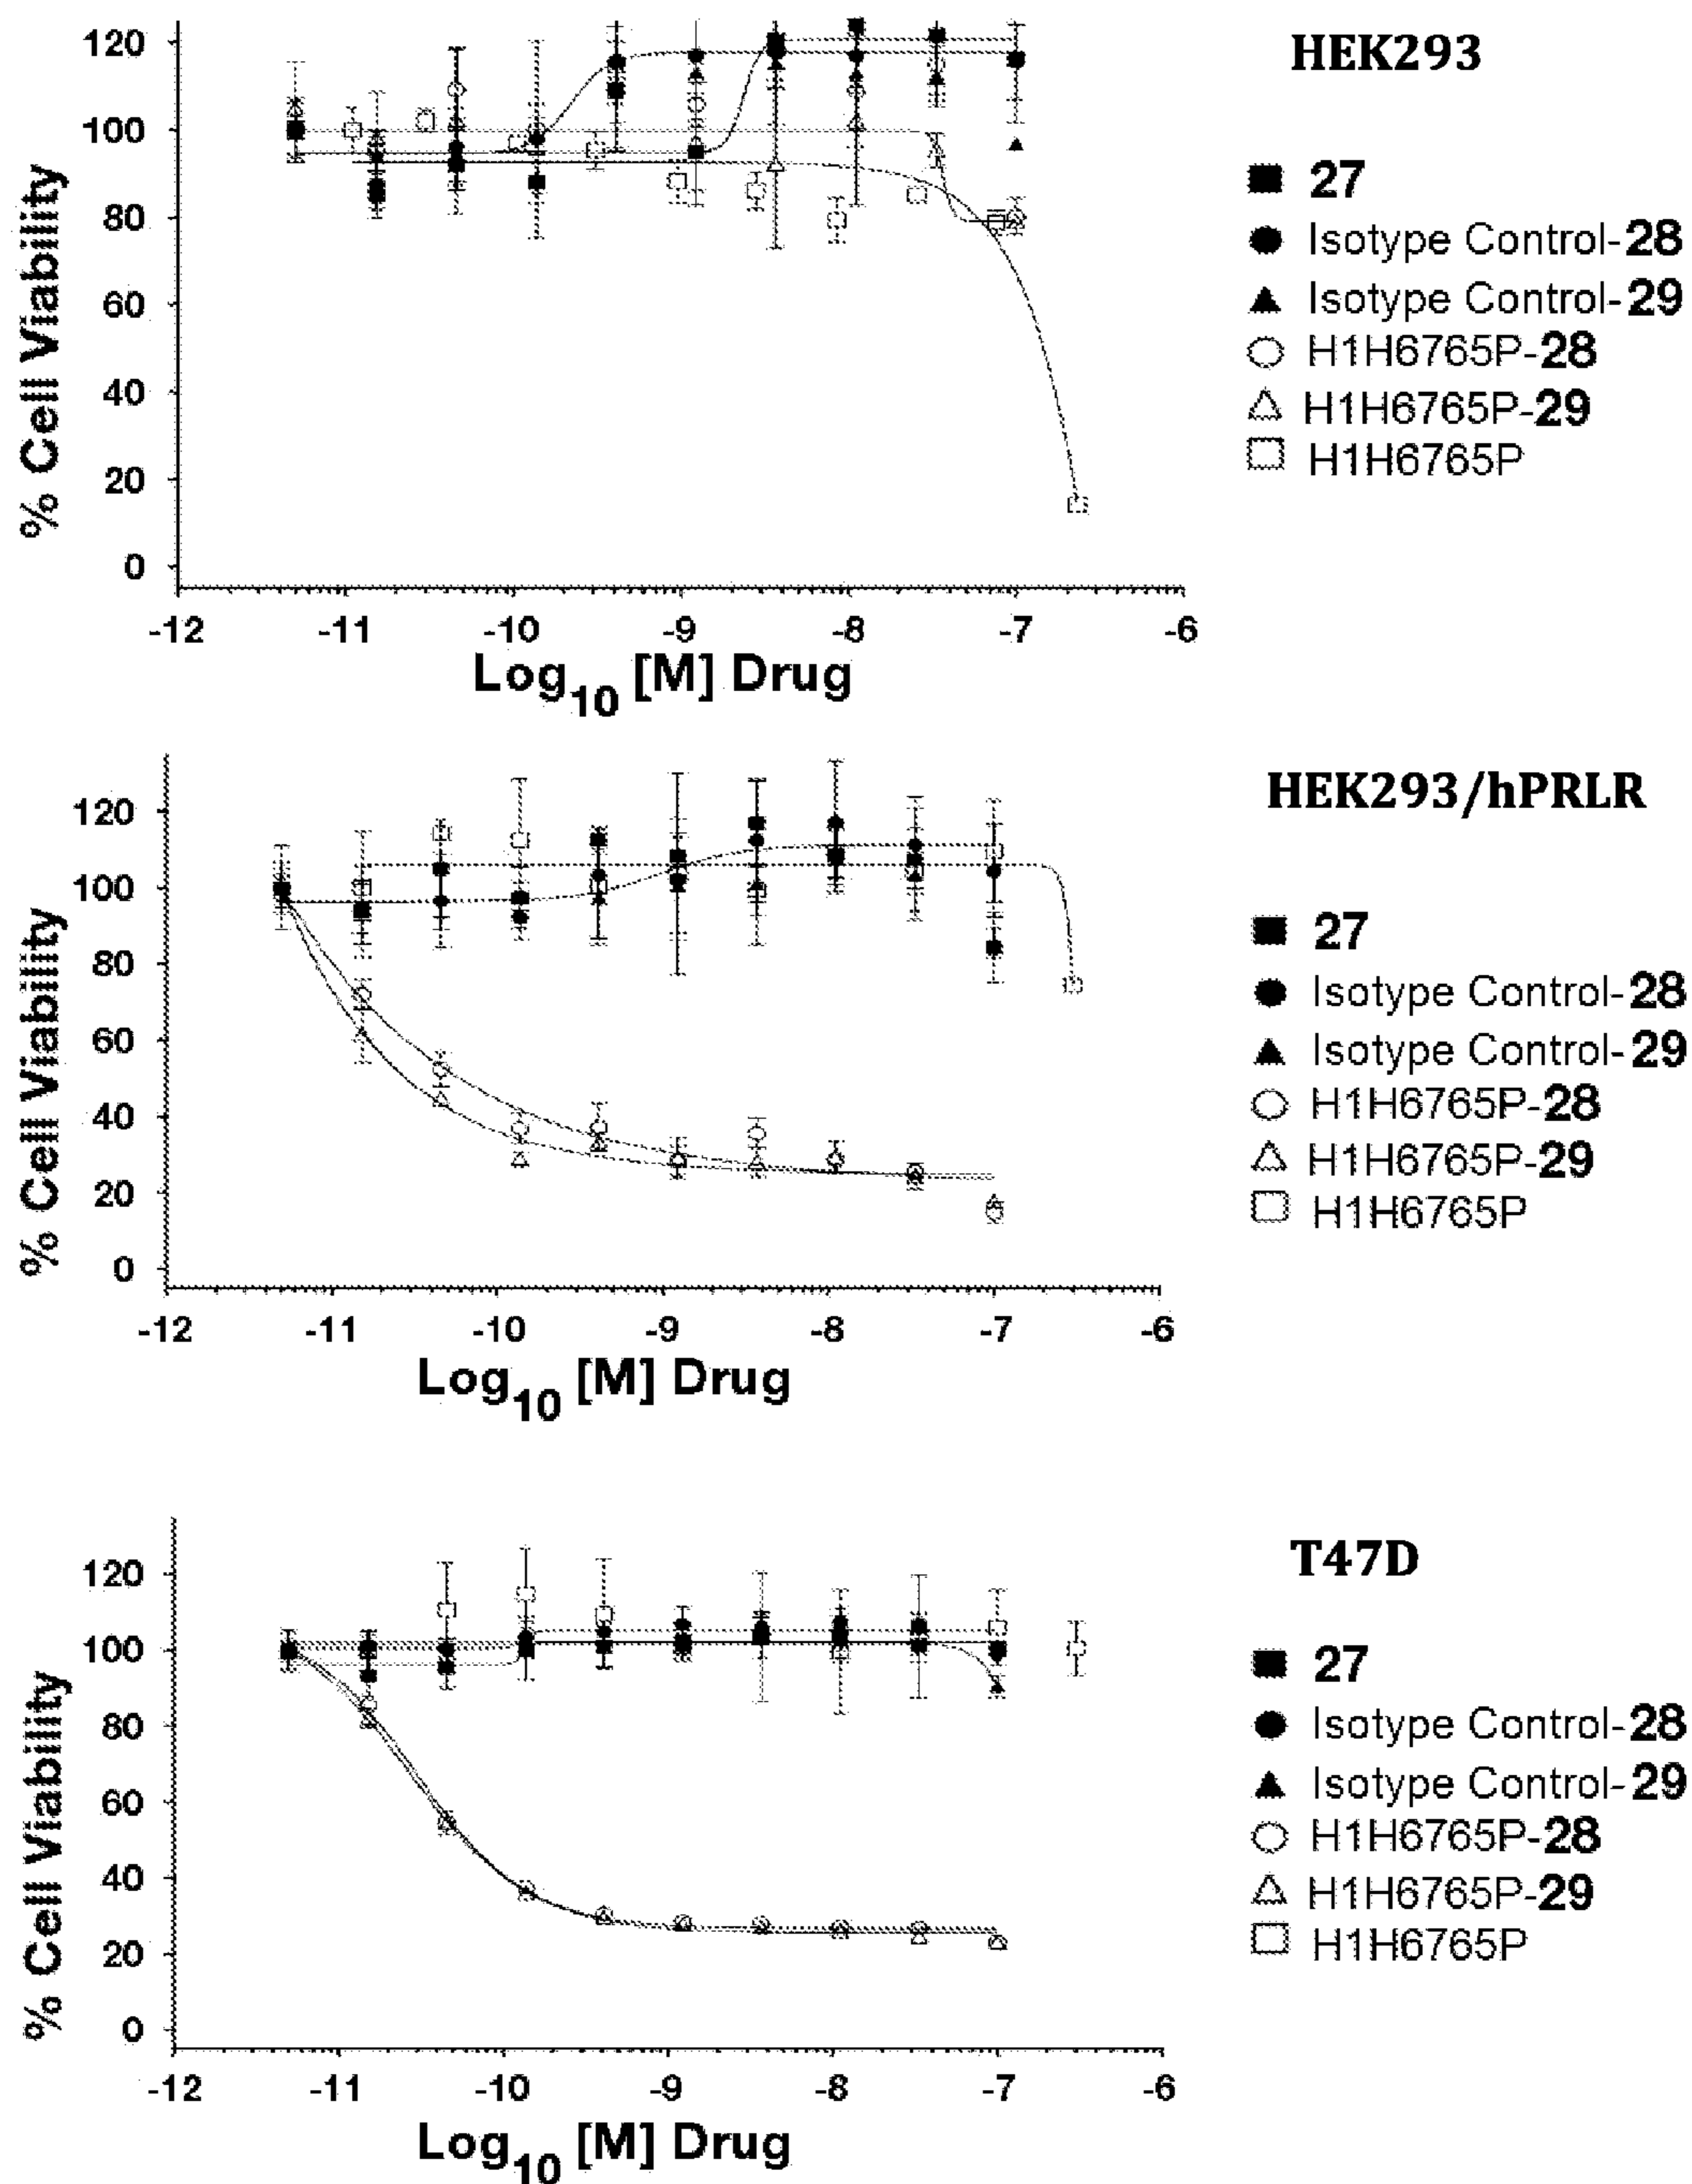 HEK293
% Cell Viability
120
100
80
60
40
20
0
-12 -11 -10 -9 -8 -7 -6
Log10 [M] Drug
27
Isotype Control-28
Isotype Control-29
H1H6765P-28
H1H6765P-29
H1H6765P
HEK293/hPRLR
% Cell Viability
120
100
80
60
40
20
0
-12 -11 -10 -9 -8 -7 -6
Log10 [M] Drug
27
Isotype Control-28
Isotype Control-29
H1H6765P-28
H1H6765P-29
H1H6765P
T47D
% Cell Viability
120
100
80
60
40
20
0
-12 -11 -10 -9 -8 -7 -6
Log10 [M] Drug
27
Isotype Control-28
Isotype Control-29
H1H6765P-28
H1H6765P-29
H1H6765P